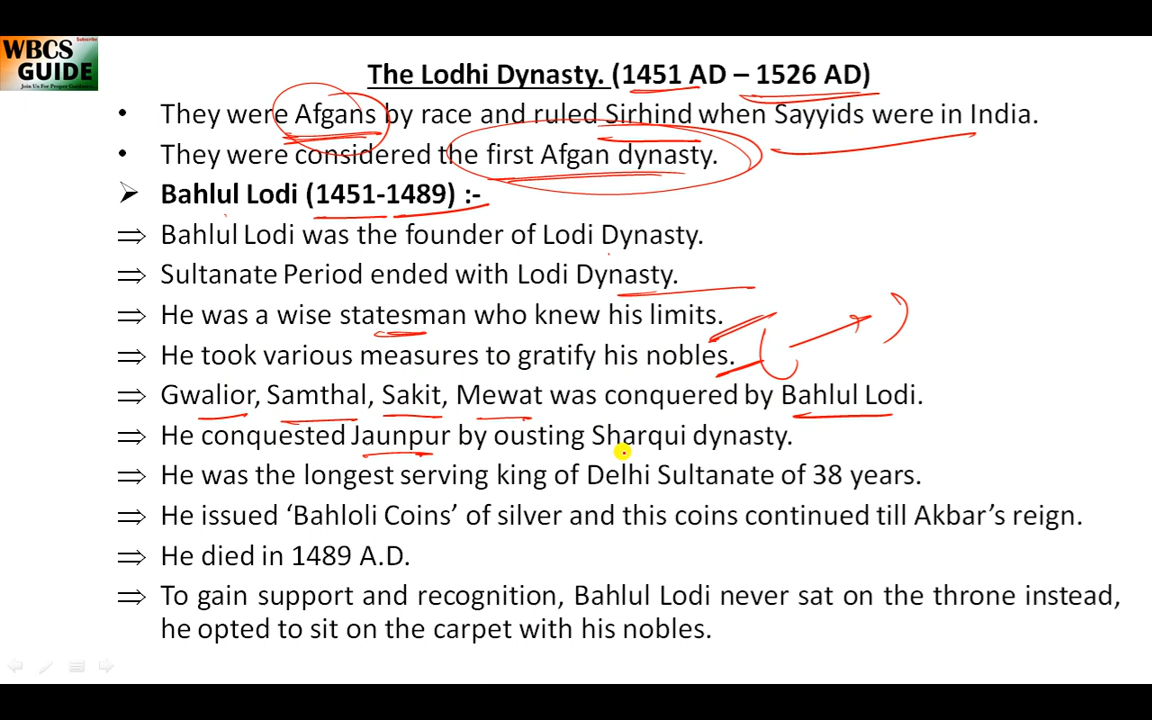 Subscribe
WBCS
GUIDE
The Lodhi Dynasty. (1451 AD – 1526 AD)
• They were Afgans by race and ruled Sirhind when Sayyids were in India.
• They were considered the first Afgan dynasty.
➢ Bahlul Lodi (1451-1489) :-
⇒ Bahlul Lodi was the founder of Lodi Dynasty.
⇒ Sultanate Period ended with Lodi Dynasty.
⇒ He was a wise statesman who knew his limits.
⇒ He took various measures to gratify his nobles.
⇒ Gwalior, Samthal, Sakit, Mewat was conquered by Bahlul Lodi.
⇒ He conquested Jaunpur by ousting Sharqui dynasty.
⇒ He was the longest serving king of Delhi Sultanate of 38 years.
⇒ He issued ‘Bahloli Coins’ of silver and this coins continued till Akbar’s reign.
⇒ He died in 1489 A.D.
⇒ To gain support and recognition, Bahlul Lodi never sat on the throne instead,
he opted to sit on the carpet with his nobles.